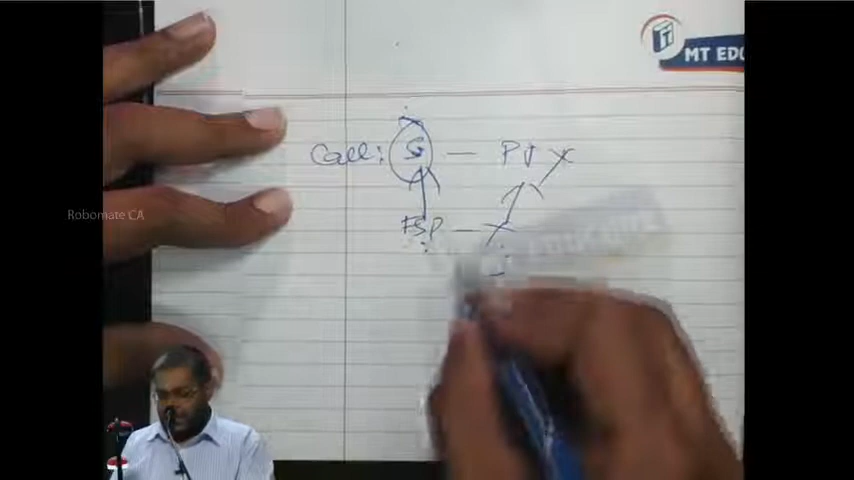 MT EDU
Call: S — PV X
Robomate CA
FSP — X